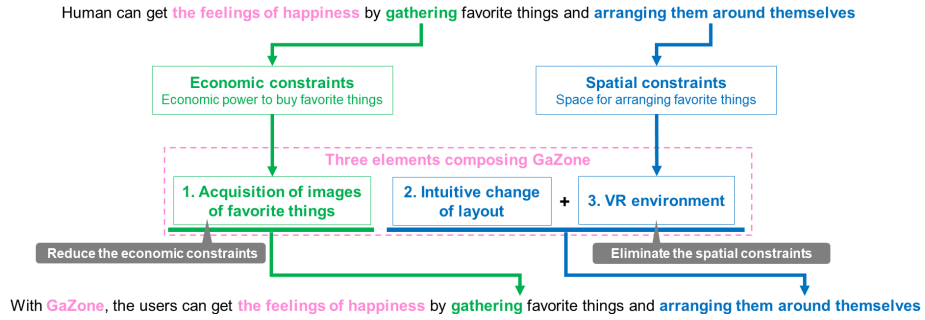 Human can get the feelings of happiness by gathering favorite things and arranging them around themselves
Economic constraints
Economic power to buy favorite things
Spatial constraints
Space for arranging favorite things
Three elements composing GaZone
1. Acquisition of images
of favorite things
2. Intuitive change
of layout
+
3. VR environment
Reduce the economic constraints
Eliminate the spatial constraints
With GaZone, the users can get the feelings of happiness by gathering favorite things and arranging them around themselves